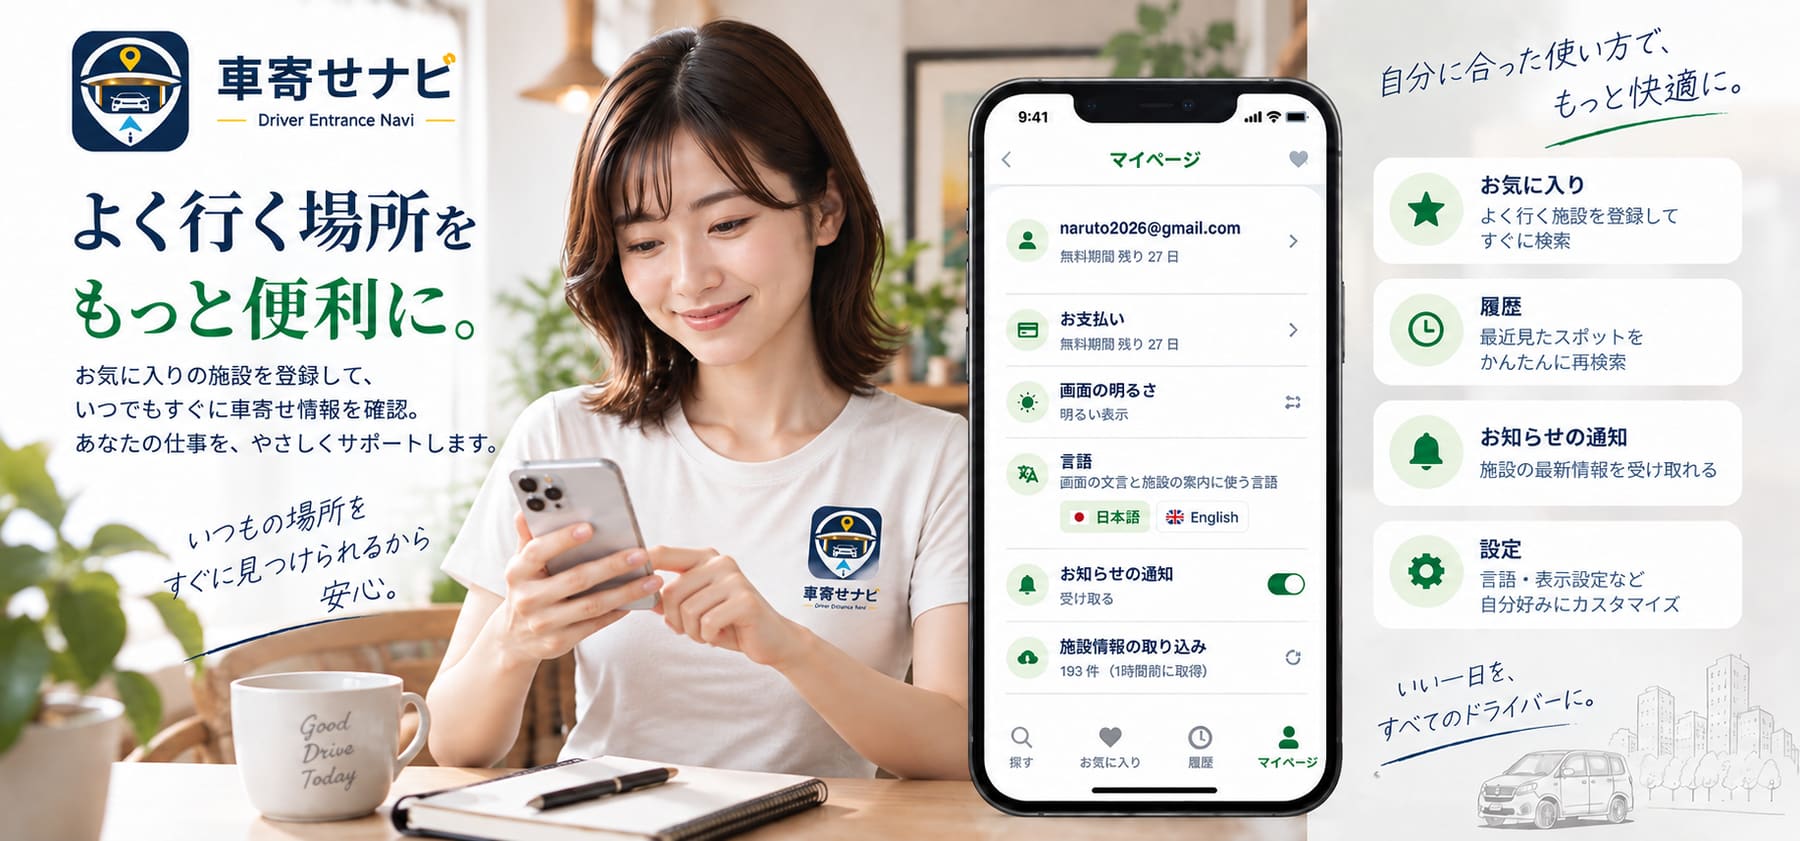 車寄せナビ
Driver Entrance Navi
よく行く場所を
もっと便利に。
お気に入りの施設を登録して、
いつでもすぐに車寄せ情報を確認。
あなたの仕事を、やさしくサポートします。
いつもの場所を
すぐに見つけられるから
安心。
Good
Drive
Today
車寄せナビ
Driver Entrance Navi
9:41
マイページ
naruto2026@gmail.com
無料期間 残り 27 日
お支払い
無料期間 残り 27 日
画面の明るさ
明るい表示
言語
画面の文言と施設の案内に使う言語
日本語 English
お知らせの通知
受け取る
施設情報の取り込み
193 件 （1時間前に取得）
探す お気に入り 履歴 マイページ
自分に合った使い方で、
もっと快適に。
お気に入り
よく行く施設を登録して
すぐに検索
履歴
最近見たスポットを
かんたんに再検索
お知らせの通知
施設の最新情報を受け取れる
設定
言語・表示設定など
自分好みにカスタマイズ
いい一日を、
すべてのドライバーに。